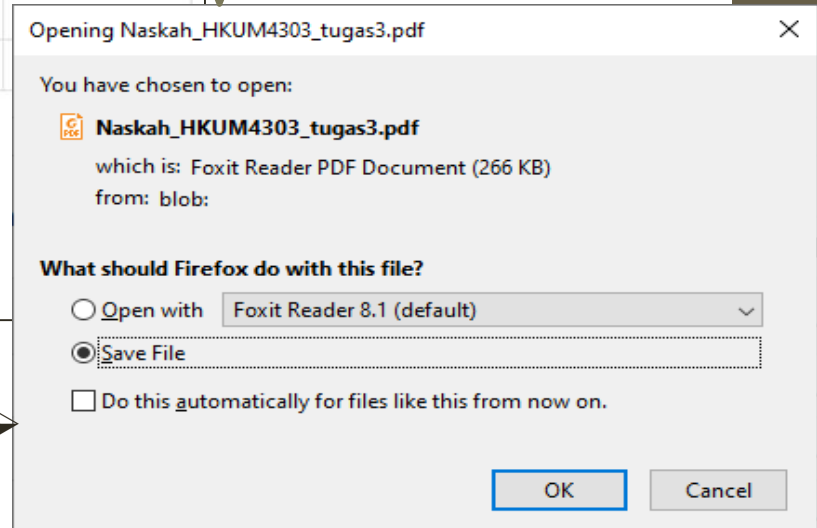 Opening Naskah_HKUM4303_tugas3.pdf
You have chosen to open:
Naskah_HKUM4303_tugas3.pdf
which is: Foxit Reader PDF Document (266 KB)
from: blob:
What should Firefox do with this file?
Open with Foxit Reader 8.1 (default)
Save File
Do this automatically for files like this from now on.
OK Cancel